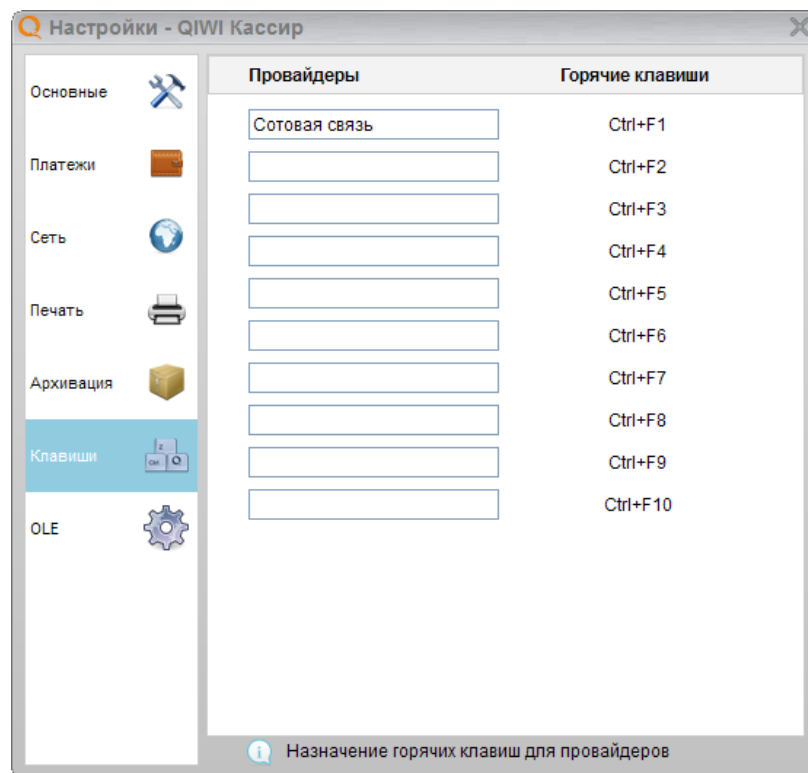 Настройки - QIWI Кассир
Основные
Платежи
Сеть
Печать
Архивация
Клавиши
OLE
Провайдеры Горячие клавиши
Сотовая связь Ctrl+F1
Ctrl+F2
Ctrl+F3
Ctrl+F4
Ctrl+F5
Ctrl+F6
Ctrl+F7
Ctrl+F8
Ctrl+F9
Ctrl+F10
Назначение горячих клавиш для провайдеров